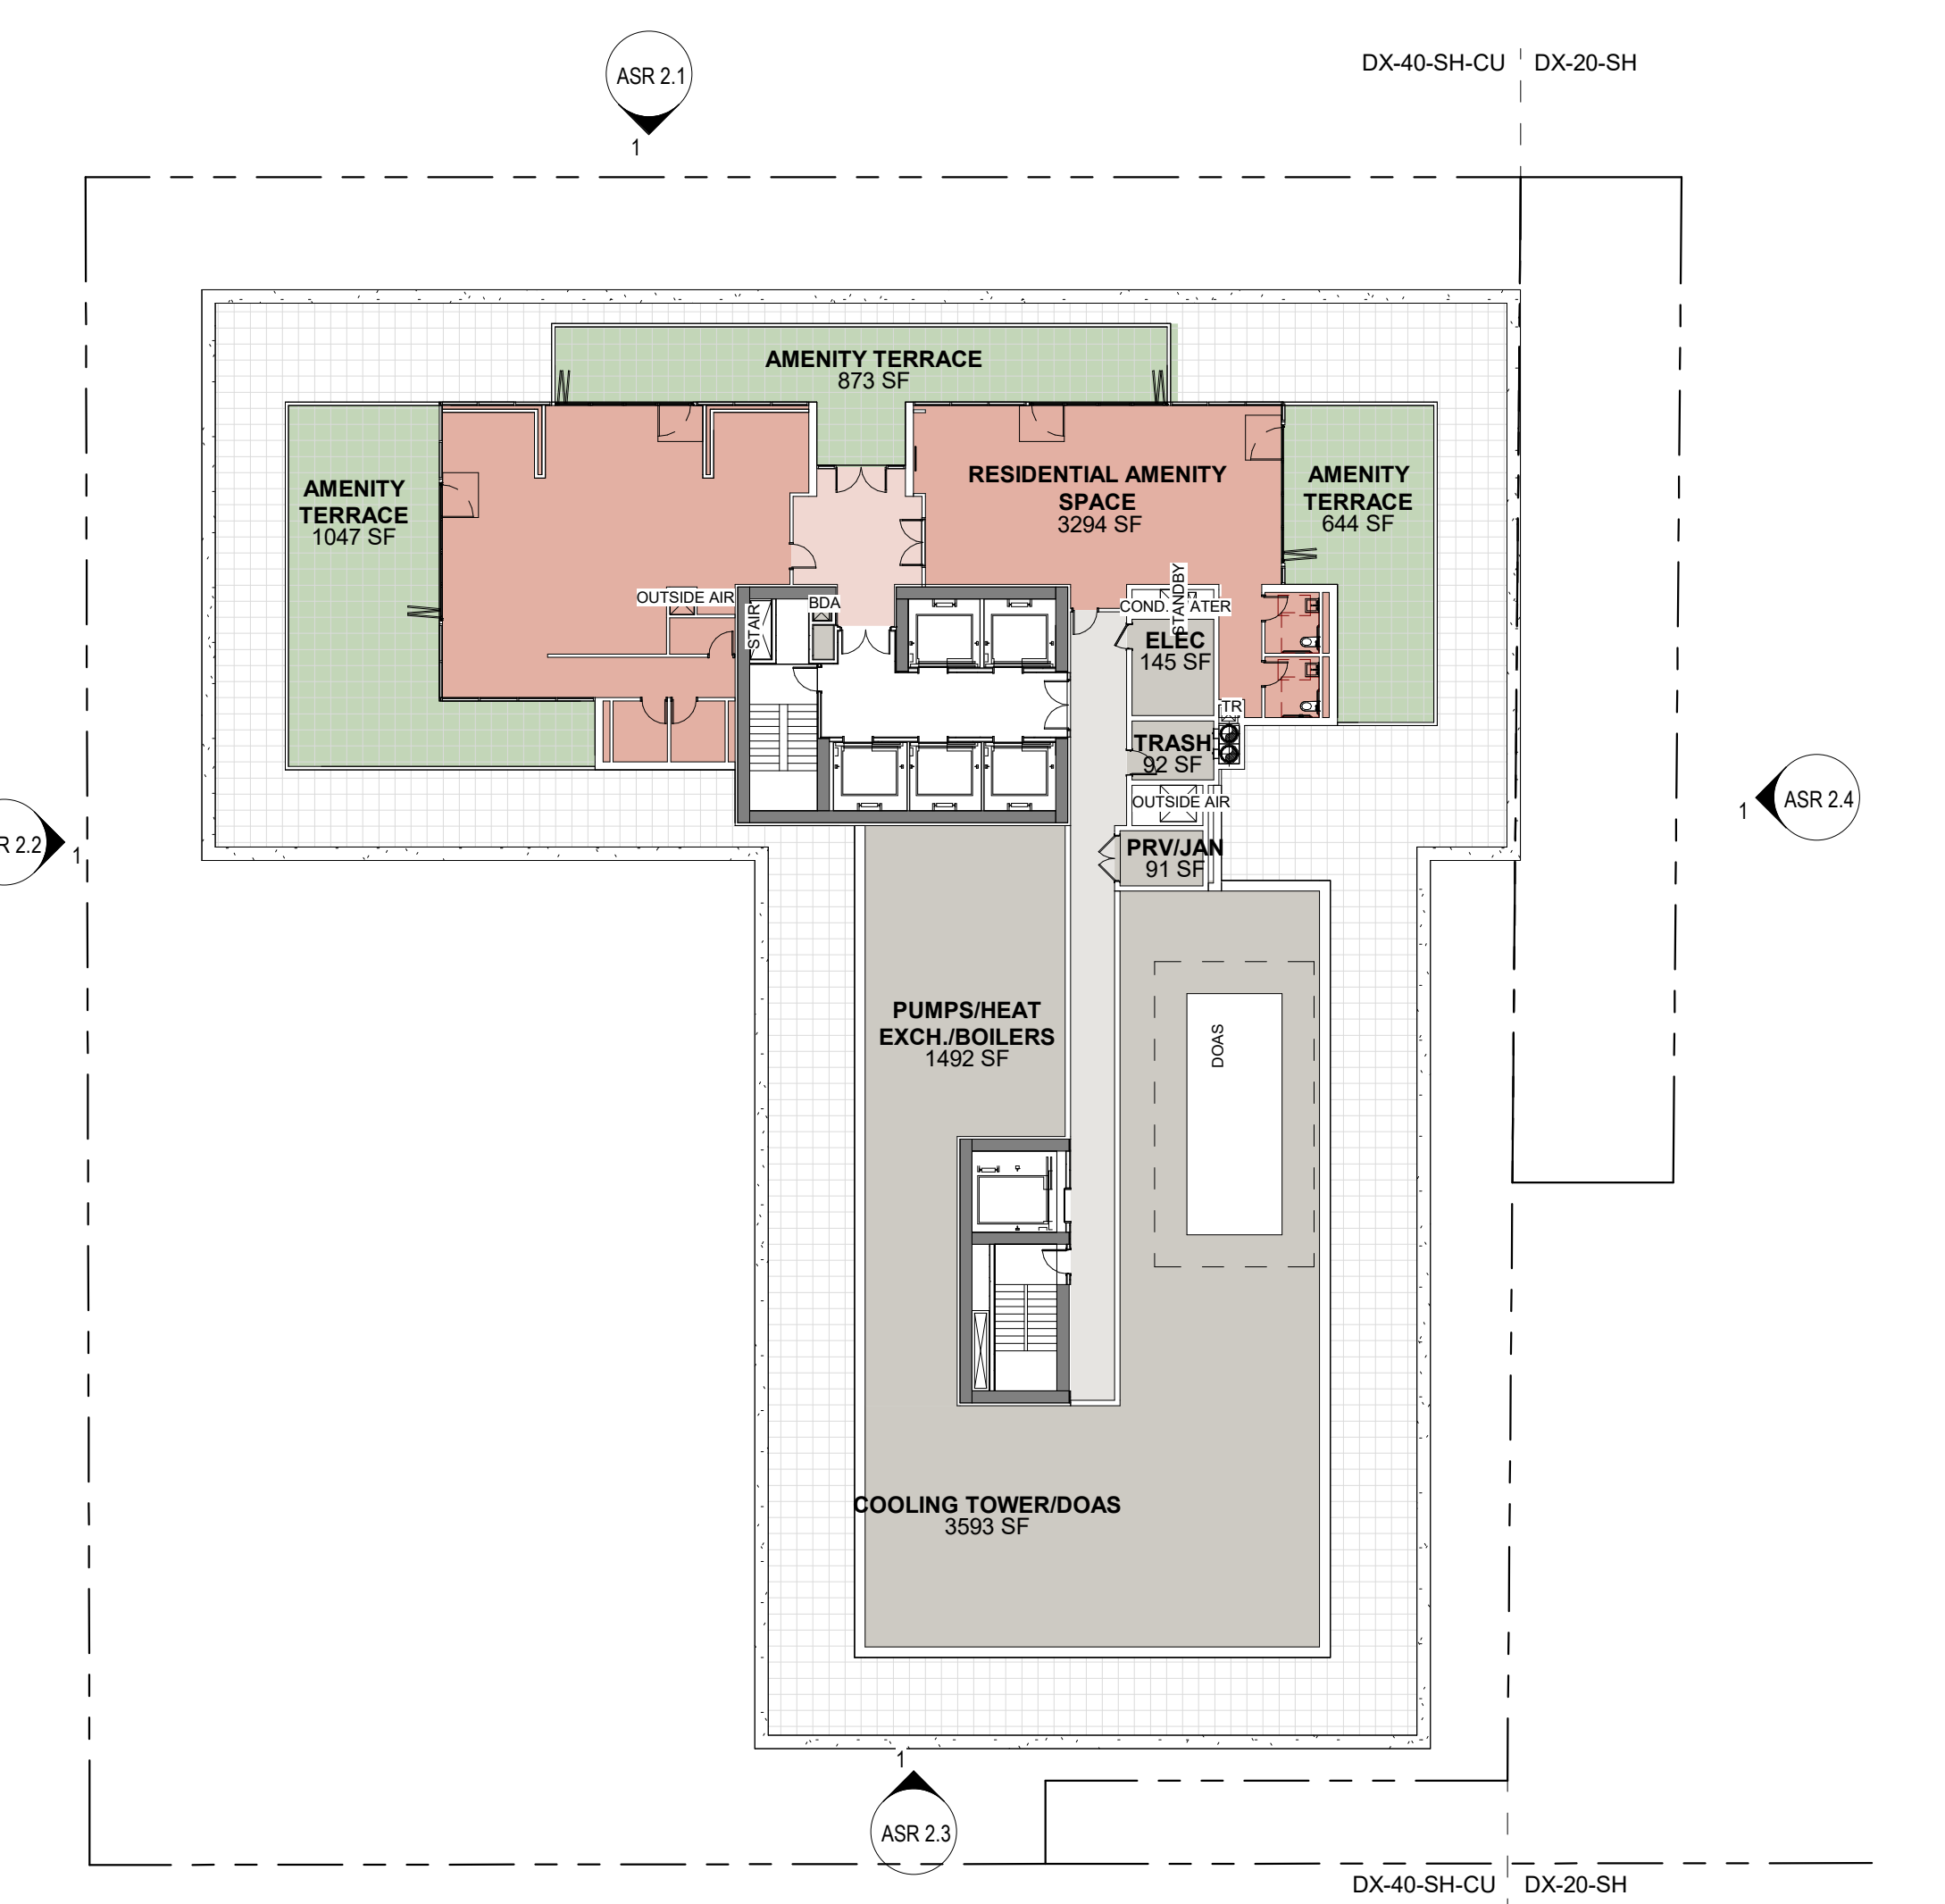 DX-40-SH-CU
DX-20-SH
ASR 2.1
1
AMENITY TERRACE
873 SF
AMENITY
TERRACE
1047 SF
RESIDENTIAL AMENITY
SPACE
3294 SF
AMENITY
TERRACE
644 SF
OUTSIDE AIR
STAIR
BDA
STANDBY
COND.
ATER
ELEC
145 SF
TR
TRASH
92 SF
OUTSIDE AIR
PRV/JAN
91 SF
R 2.2
1
1
ASR 2.4
PUMPS/HEAT
EXCH./BOILERS
1492 SF
DOAS
COOLING TOWER/DOAS
3593 SF
1
ASR 2.3
DX-40-SH-CU
DX-20-SH